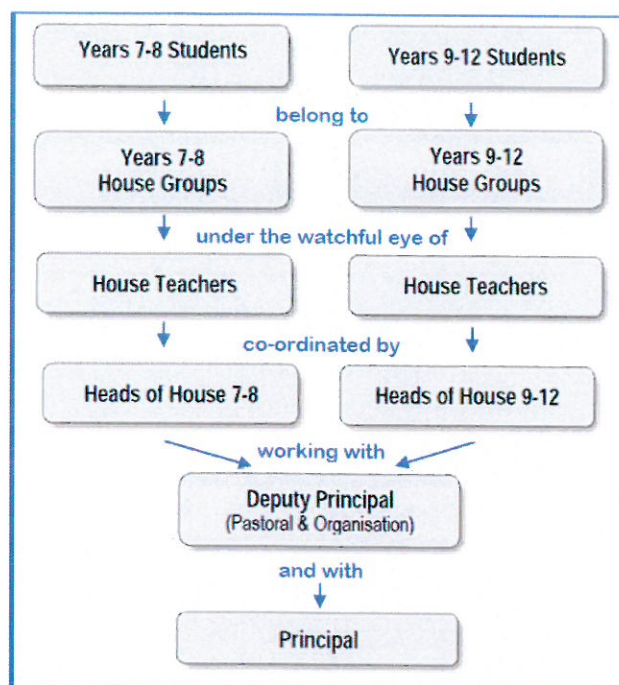 Years 7-8 Students
Years 9-12 Students
belong to
Years 7-8
House Groups
Years 9-12
House Groups
under the watchful eye of
House Teachers
House Teachers
co-ordinated by
Heads of House 7-8
Heads of House 9-12
working with
Deputy Principal
(Pastoral & Organisation)
and with
Principal